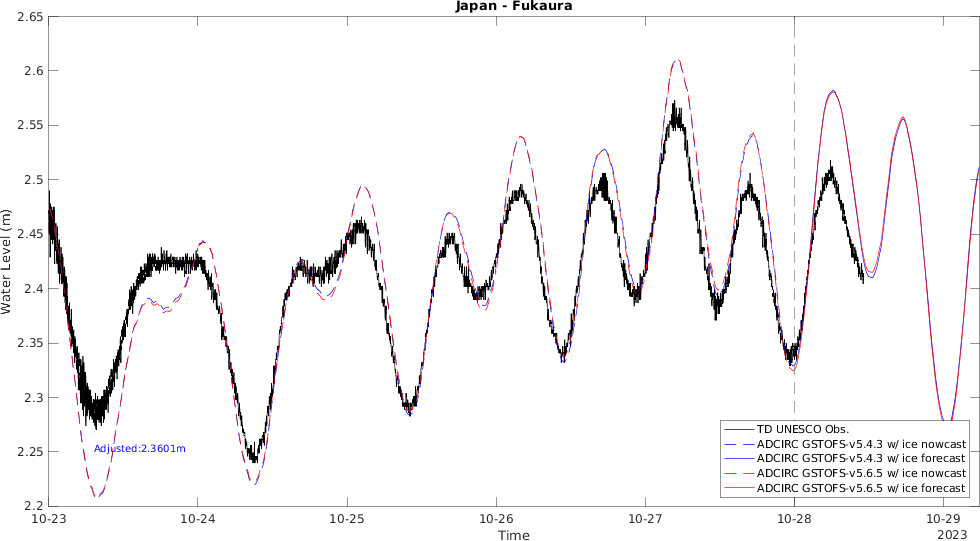 Japan - Fukaura
2.65
2.6
2.55
2.5
2.45
2.4
2.35
2.3
2.25
2.2
Water Level (m)
Adjusted:2.3601m
TD UNESCO Obs.
ADCIRC GSTOFS-v5.4.3 w/ ice nowcast
ADCIRC GSTOFS-v5.4.3 w/ ice forecast
ADCIRC GSTOFS-v5.6.5 w/ ice nowcast
ADCIRC GSTOFS-v5.6.5 w/ ice forecast
10-23 10-24 10-25 10-26 10-27 10-28 10-29
Time
2023